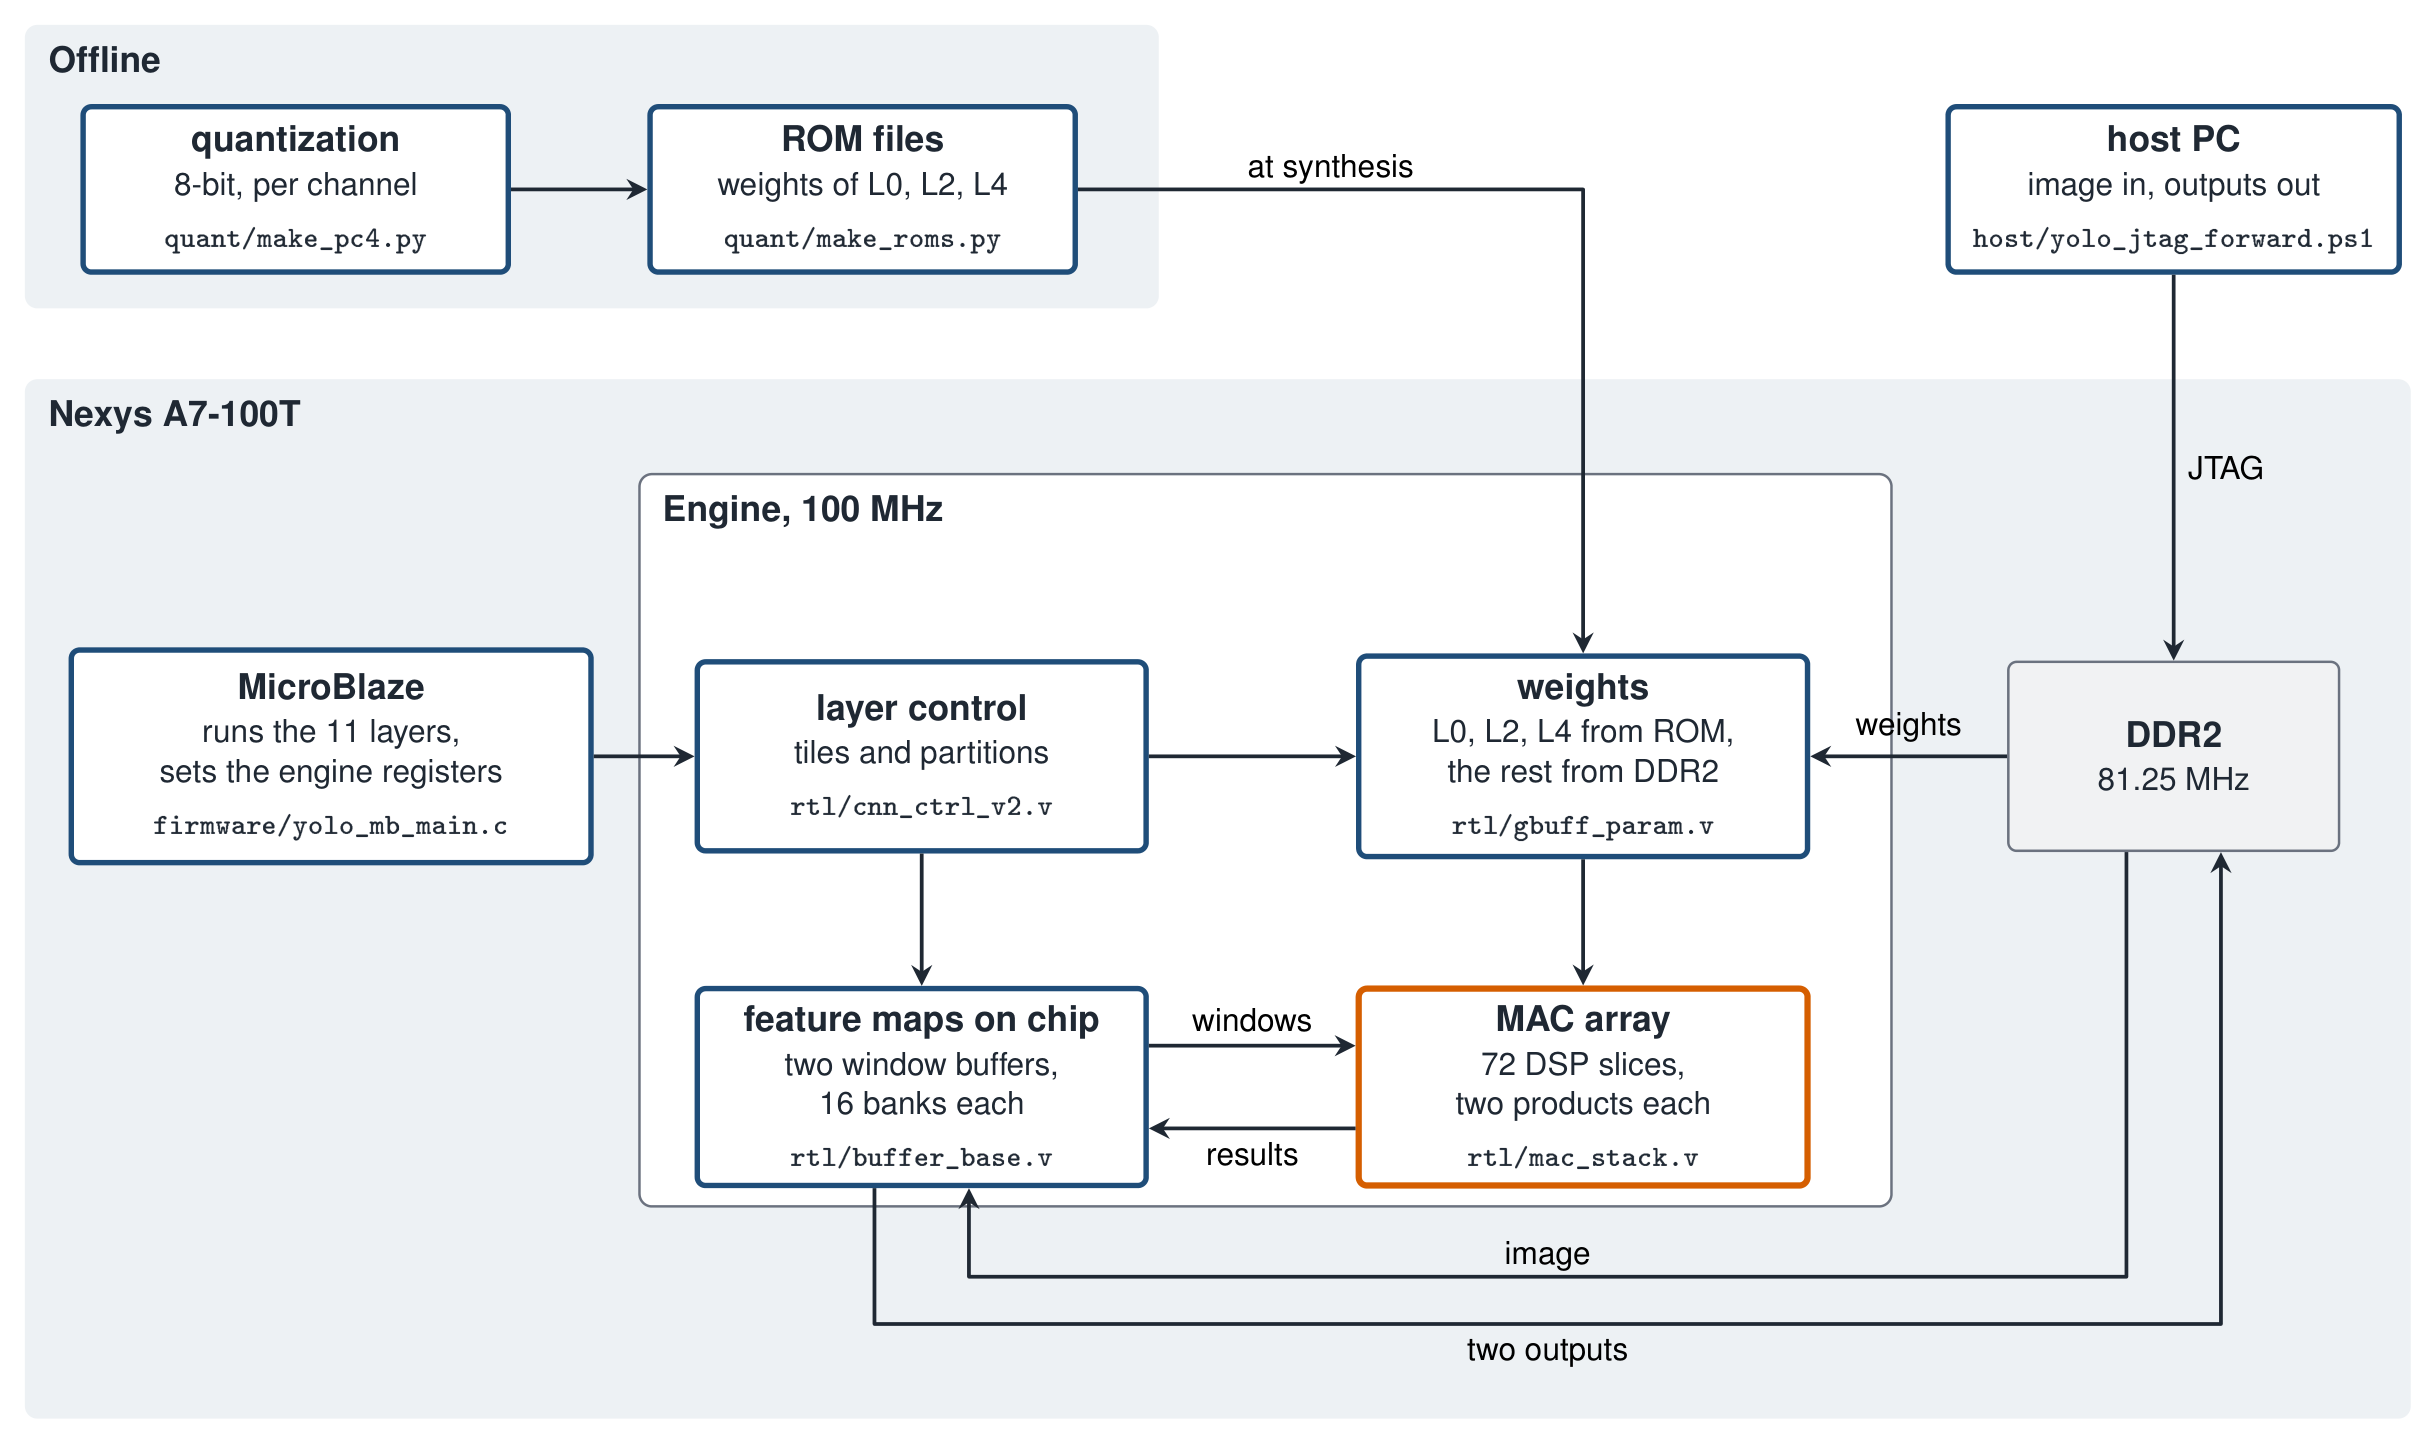 Offline
quantization
8-bit, per channel
quant/make_pc4.py
ROM files
weights of L0, L2, L4
quant/make_roms.py
at synthesis
host PC
image in, outputs out
host/yolo_jtag_forward.ps1
JTAG
Nexys A7-100T
Engine, 100 MHz
MicroBlaze
runs the 11 layers,
sets the engine registers
firmware/yolo_mb_main.c
layer control
tiles and partitions
rtl/cnn_ctrl_v2.v
weights
L0, L2, L4 from ROM,
the rest from DDR2
rtl/gbuff_param.v
weights
DDR2
81.25 MHz
feature maps on chip
two window buffers,
16 banks each
rtl/buffer_base.v
windows
results
MAC array
72 DSP slices,
two products each
rtl/mac_stack.v
image
two outputs